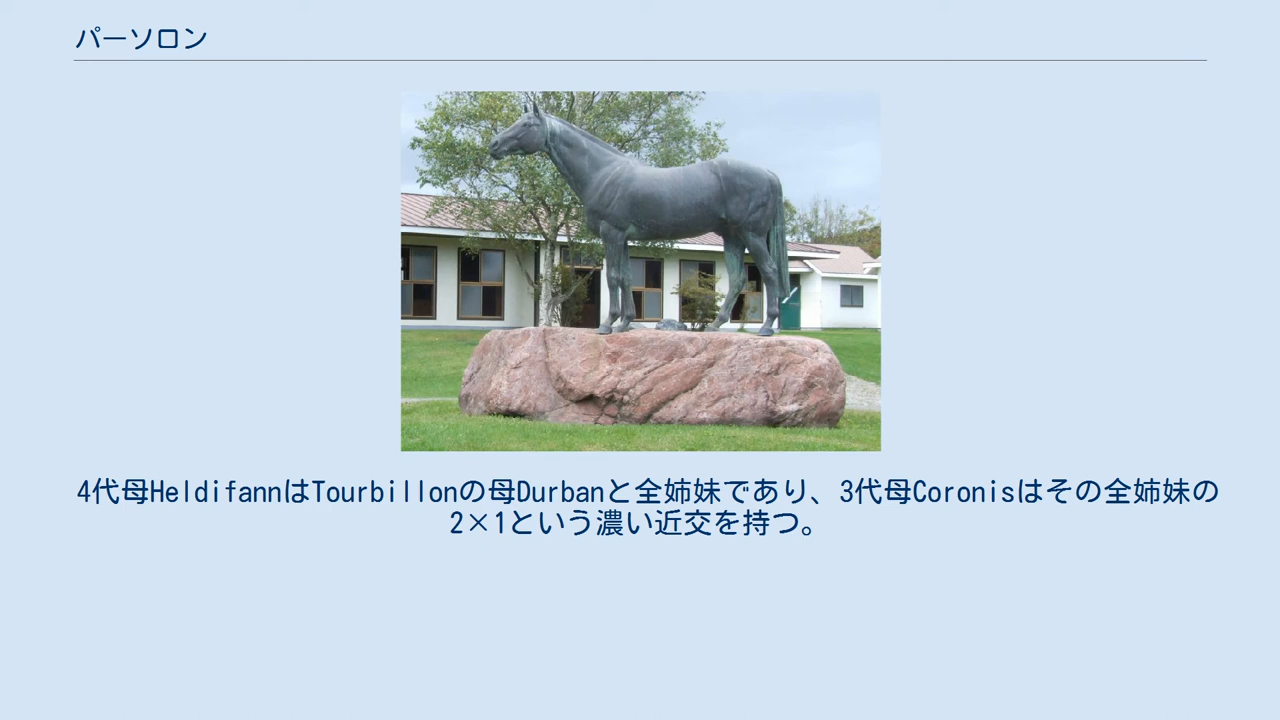 パーソロン
4代母HeldifannはTourbillonの母Durbanと全姉妹であり、3代母Coronisはその全姉妹の
2×1という濃い近交を持つ。